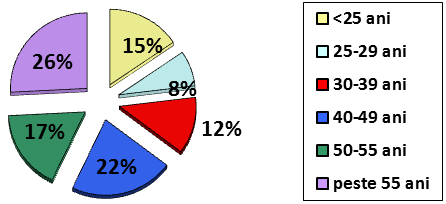 15%
8%
12%
22%
17%
26%
<25 ani
25-29 ani
30-39 ani
40-49 ani
50-55 ani
peste 55 ani